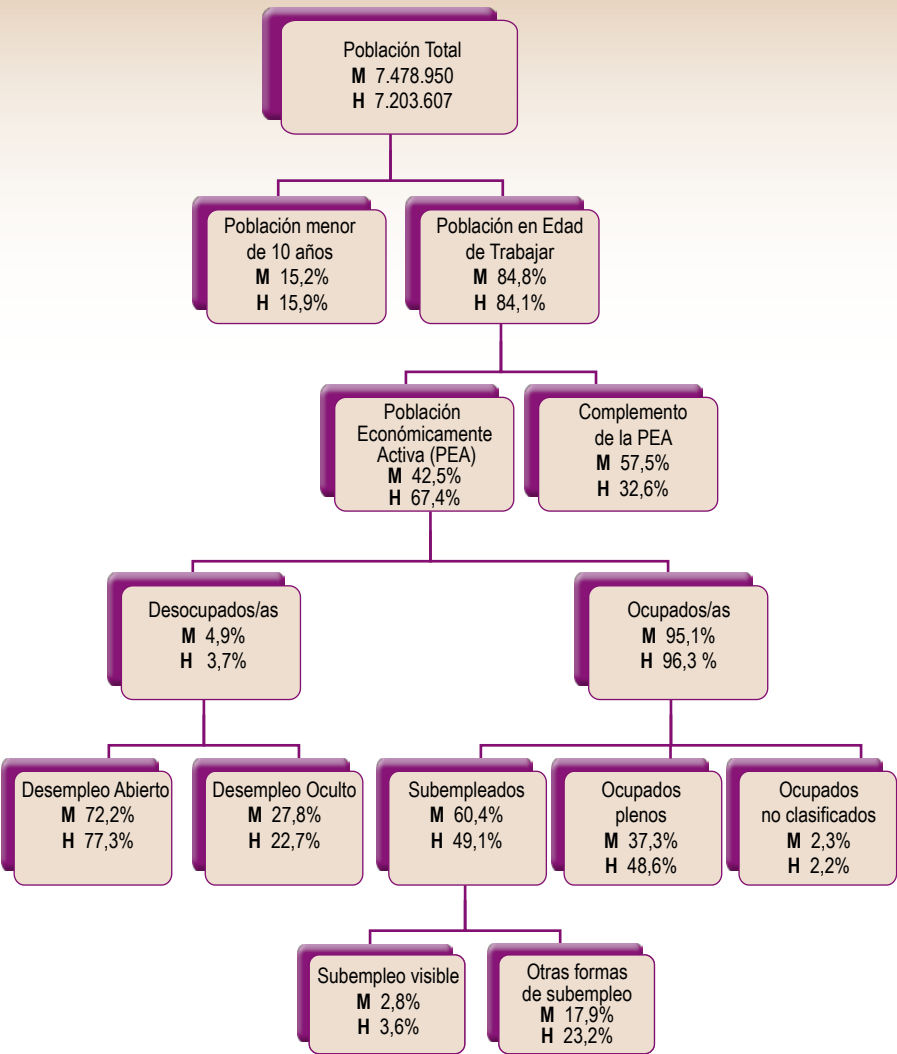 Población Total
M 7.478.950
H 7.203.607
Población menor
de 10 años
M 15,2%
H 15,9%
Población en Edad
de Trabajar
M 84,8%
H 84,1%
Población
Económicamente
Activa (PEA)
M 42,5%
H 67,4%
Complemento
de la PEA
M 57,5%
H 32,6%
Desocupados/as
M 4,9%
H 3,7%
Ocupados/as
M 95,1%
H 96,3 %
Desempleo Abierto
M 72,2%
H 77,3%
Desempleo Oculto
M 27,8%
H 22,7%
Subempleados
M 60,4%
H 49,1%
Ocupados
plenos
M 37,3%
H 48,6%
Ocupados
no clasificados
M 2,3%
H 2,2%
Subempleo visible
M 2,8%
H 3,6%
Otras formas
de subempleo
M 17,9%
H 23,2%